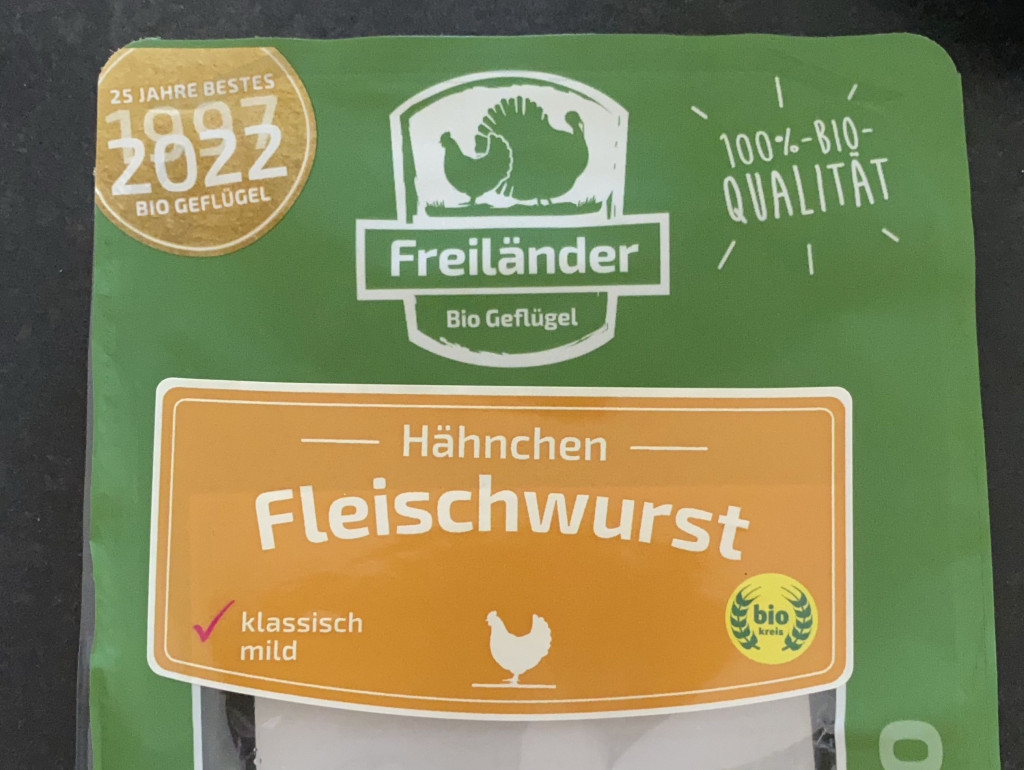 25 JAHRE BESTES
1997
2022
BIO GEFLÜGEL
Freiländer
Bio Geflügel
100%-BIO-
QUALITÄT
Hähnchen
Fleischwurst
klassisch
mild
bio
kreis